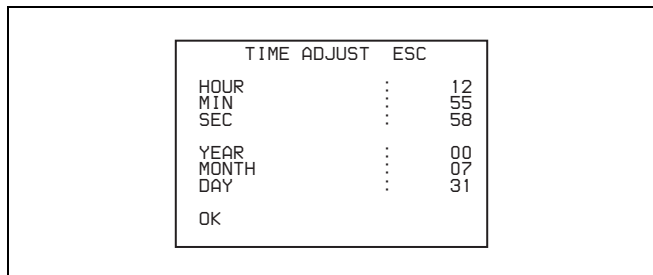 TIME ADJUST ESC
HOUR : 12
MIN : 55
SEC : 58
YEAR : 00
MONTH : 07
DAY : 31
OK